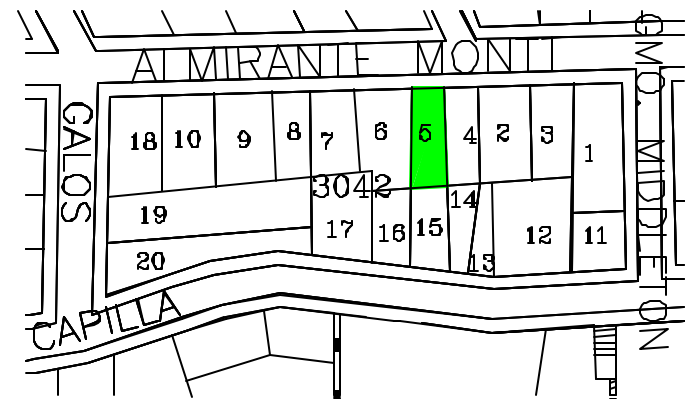 ALMIRANTE MONTT
GALOS
GMO MIDDLETON
18 10 9 8 7 6 5 4 2 3 1
3042
19 17 16 15 14 12 11
20 13
CAPILLA